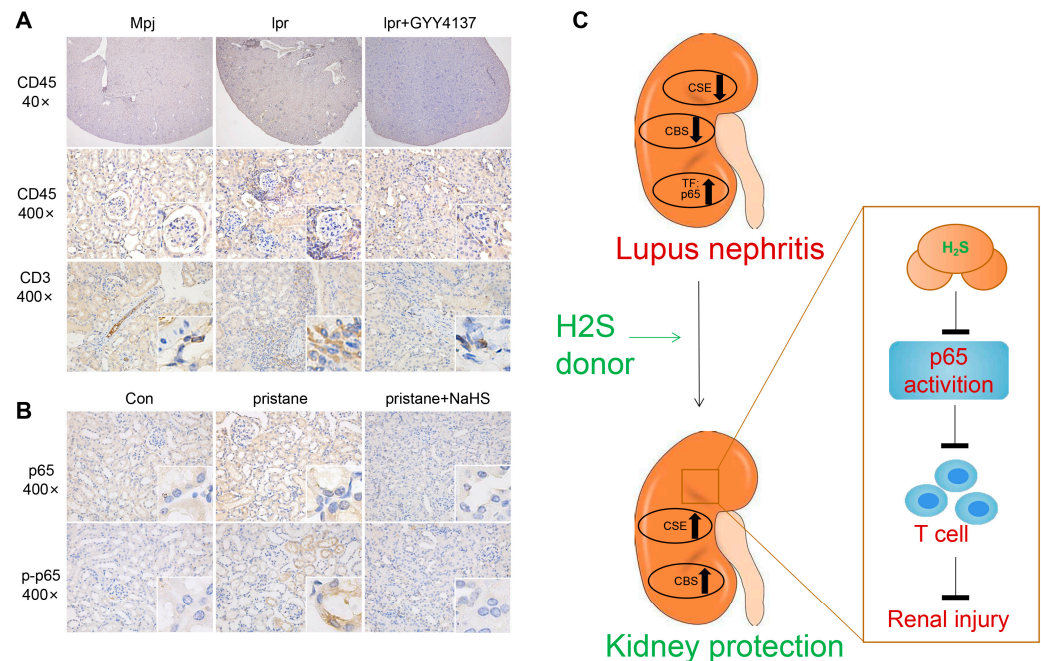 A
Mpj
lpr
lpr+GYY4137
CD45
40×
CD45
400×
CD3
400×
B
Con
pristane
pristane+NaHS
p65
400×
p-p65
400×
C
CSE
CBS
TF:
p65
Lupus nephritis
H2S
donor
CSE
CBS
Kidney protection
H₂S
p65
activition
T cell
Renal injury